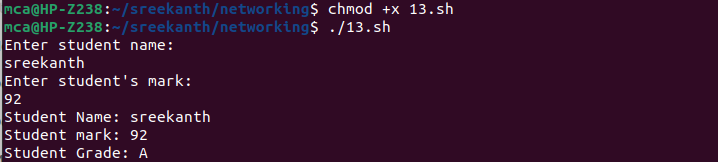 mca@HP-Z238:~/sreekanth/networking$ chmod +x 13.sh
mca@HP-Z238:~/sreekanth/networking$ ./13.sh
Enter student name:
sreekanth
Enter student's mark:
92
Student Name: sreekanth
Student mark: 92
Student Grade: A